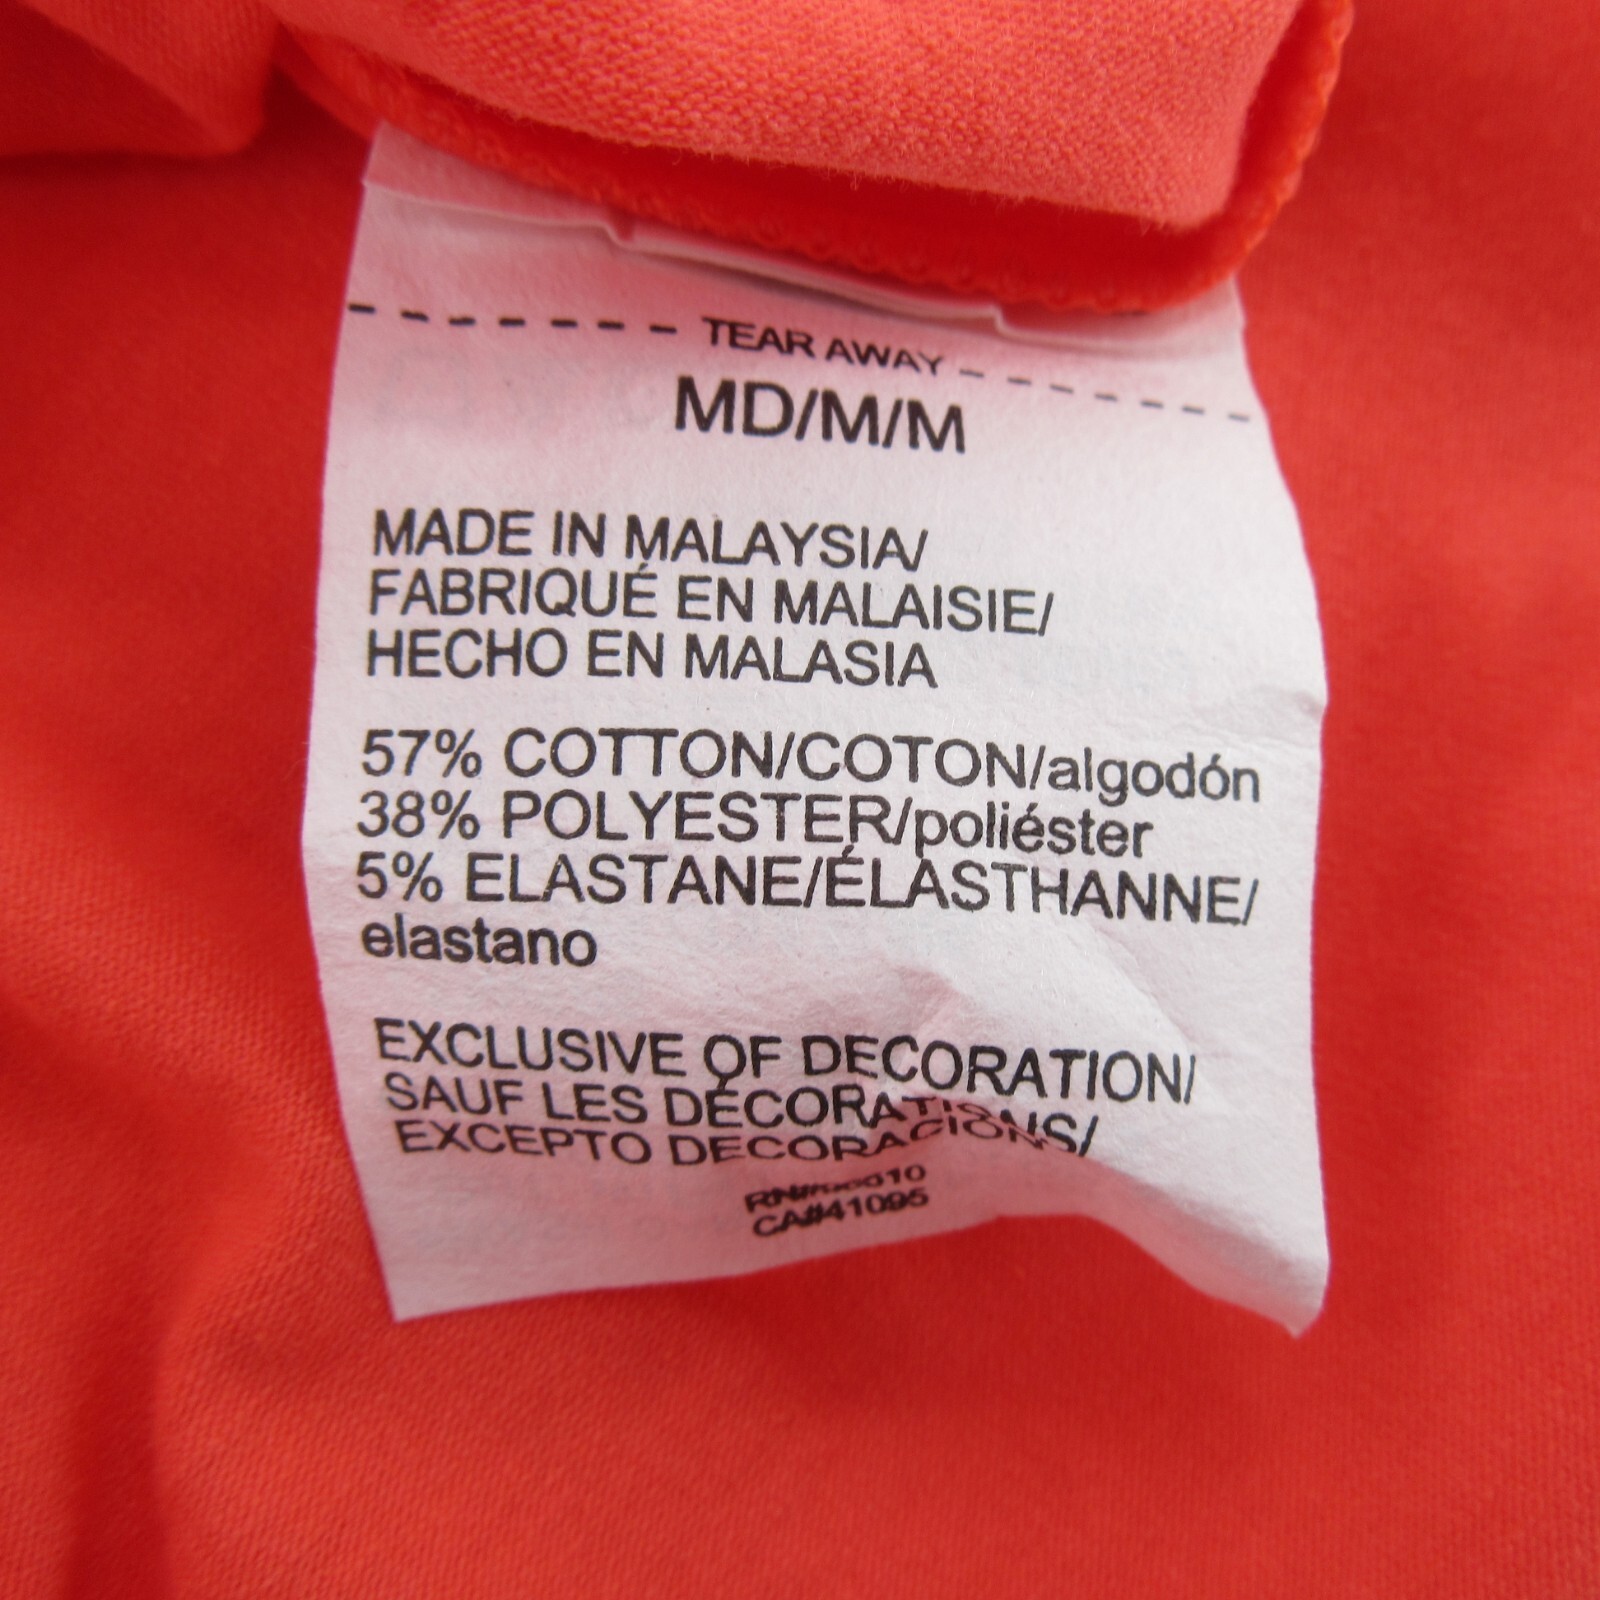 TEAR AWAY
MD/M/M
MADE IN MALAYSIA/
FABRIQUÉ EN MALAISIE/
HECHO EN MALASIA
57% COTTON/COTON/algodón
38% POLYESTER/poliéster
5% ELASTANE/ÉLASTHANNE/
elastano
EXCLUSIVE OF DECORATION/
SAUF LES DÉCORATIONS/
EXCEPTO DECORACIÓN
CA#41095